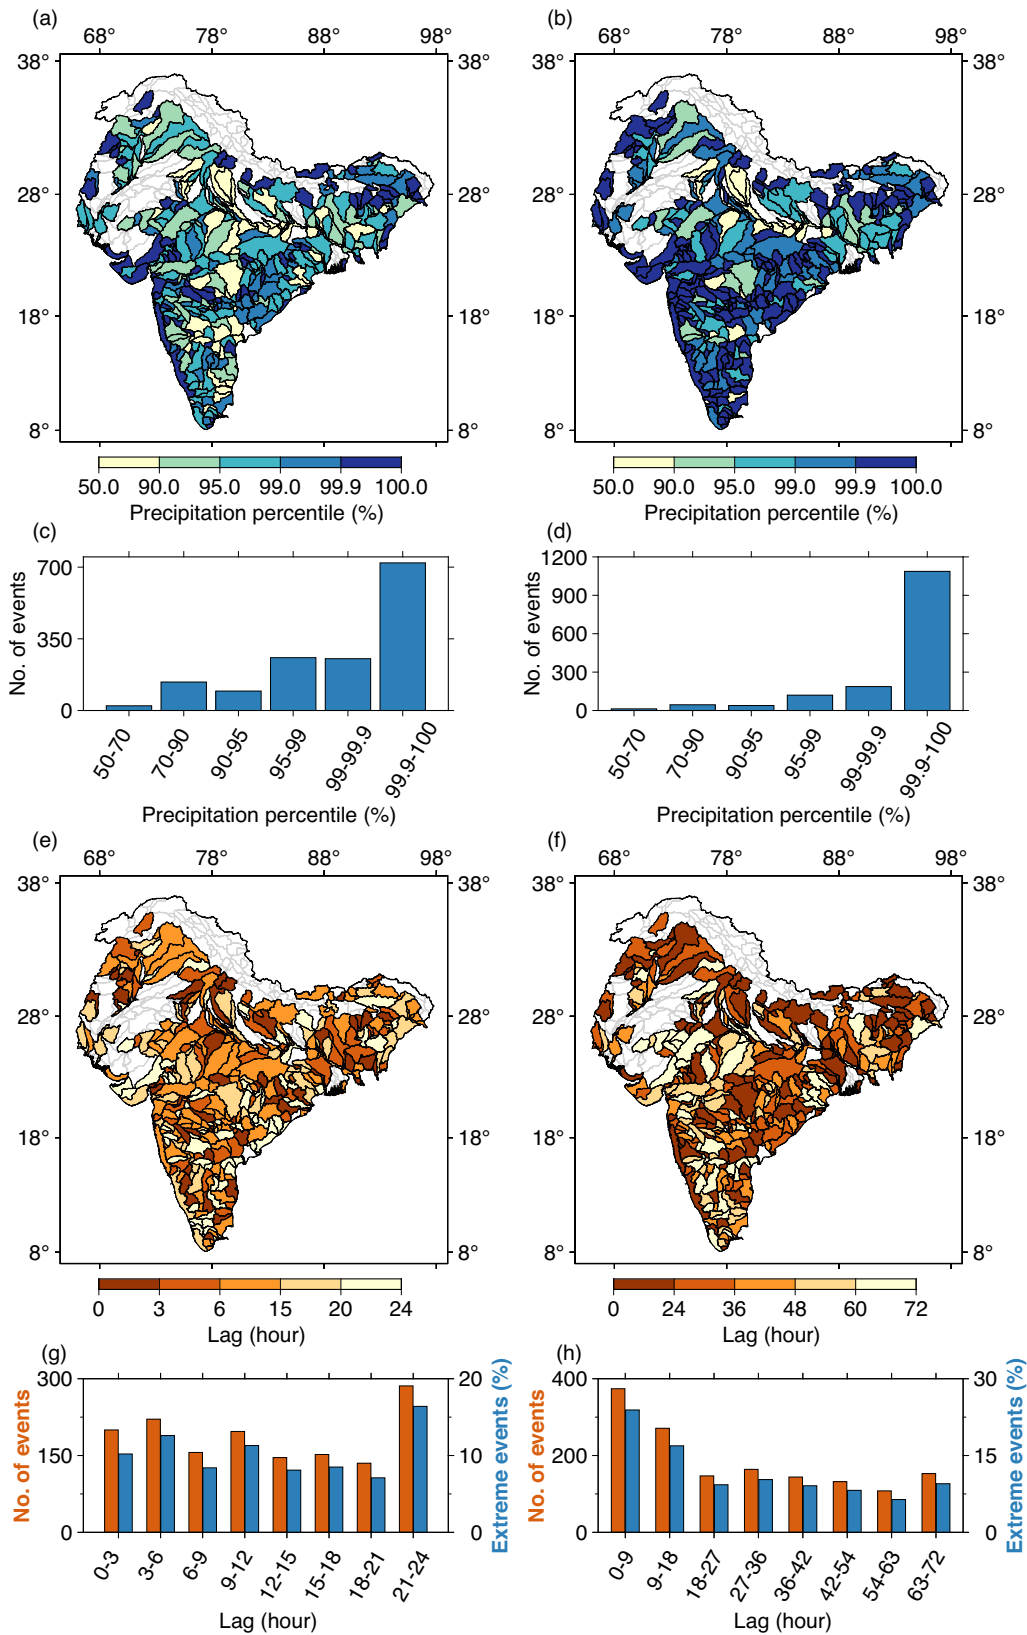 (a) (b)
68° 78° 88° 98° 68° 78° 88° 98°
38° 38° 38° 38°
28° 28° 28° 28°
18° 18° 18° 18°
8° 8° 8° 8°
50.0 90.0 95.0 99.0 99.9 100.0 50.0 90.0 95.0 99.0 99.9 100.0
Precipitation percentile (%) Precipitation percentile (%)
(c) (d)
No. of events
700
350
0
50-70 70-90 90-95 95-99 99-99.9 99.9-100
Precipitation percentile (%)
No. of events
1200
900
600
300
0
50-70 70-90 90-95 95-99 99-99.9 99.9-100
Precipitation percentile (%)
(e) (f)
68° 78° 88° 98° 68° 78° 88° 98°
38° 38° 38° 38°
28° 28° 28° 28°
18° 18° 18° 18°
8° 8° 8° 8°
0 3 6 15 20 24 0 24 36 48 60 72
Lag (hour) Lag (hour)
(g) (h)
No. of events
300
150
0
20
10
0
Extreme events (%)
0-3 3-6 6-9 9-12 12-15 15-18 18-21 21-24
Lag (hour)
No. of events
400
200
0
30
15
0
Extreme events (%)
0-9 9-18 18-27 27-36 36-42 42-54 54-63 63-72
Lag (hour)